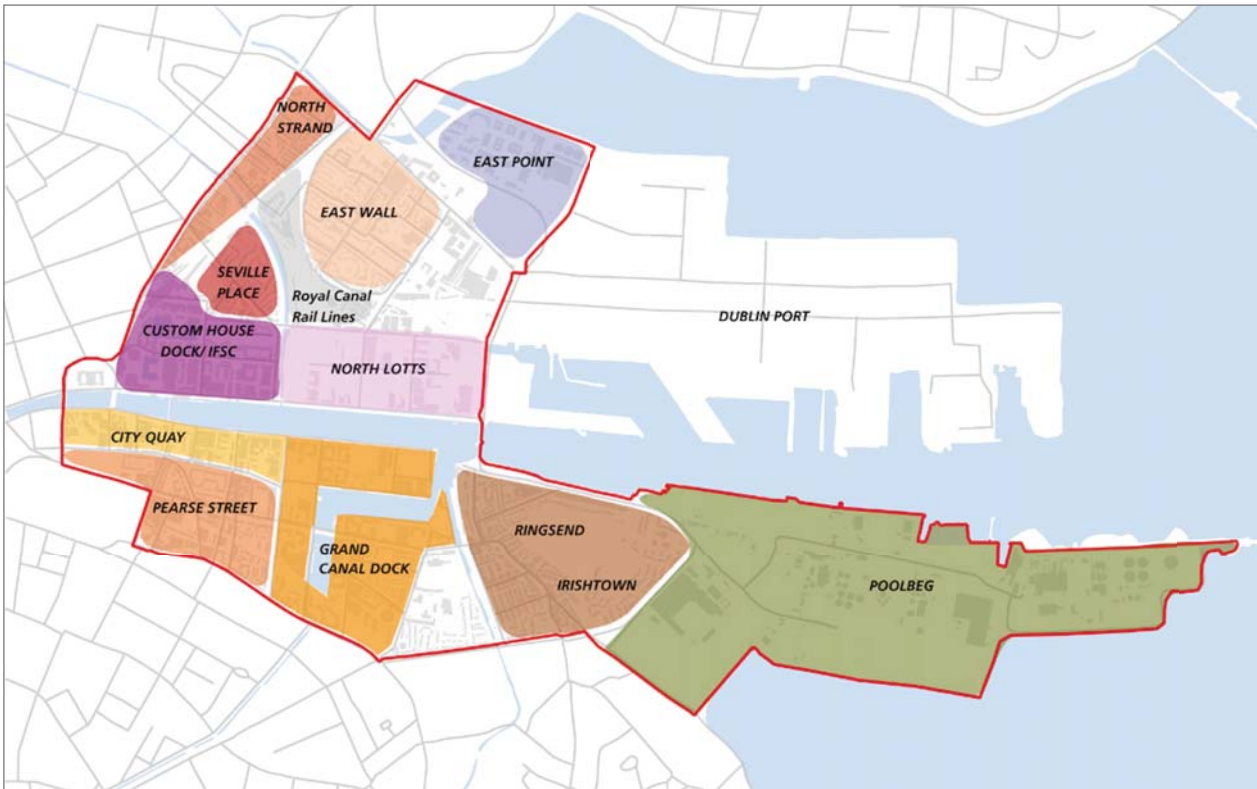 NORTH
STRAND
EAST POINT
EAST WALL
SEVILLE
PLACE
Royal Canal
Rail Lines
DUBLIN PORT
CUSTOM HOUSE
DOCK/ IFSC
NORTH LOTTS
CITY QUAY
PEARSE STREET
GRAND
CANAL DOCK
RINGSEND
IRISHTOWN
POOLBEG